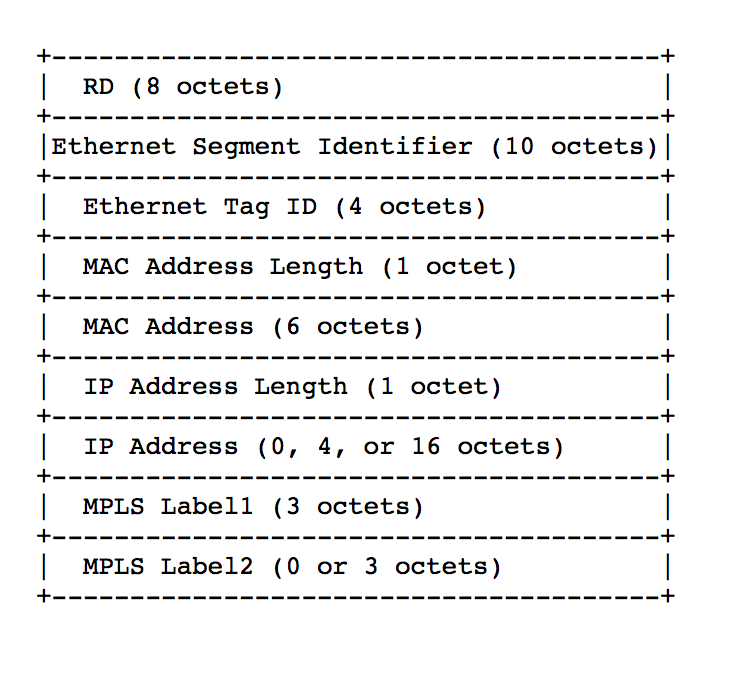 +---------------------------------------+
|  RD (8 octets)                        |
+---------------------------------------+
|Ethernet Segment Identifier (10 octets)|
+---------------------------------------+
|  Ethernet Tag ID (4 octets)           |
+---------------------------------------+
|  MAC Address Length (1 octet)         |
+---------------------------------------+
|  MAC Address (6 octets)               |
+---------------------------------------+
|  IP Address Length (1 octet)          |
+---------------------------------------+
|  IP Address (0, 4, or 16 octets)      |
+---------------------------------------+
|  MPLS Label1 (3 octets)               |
+---------------------------------------+
|  MPLS Label2 (0 or 3 octets)          |
+---------------------------------------+